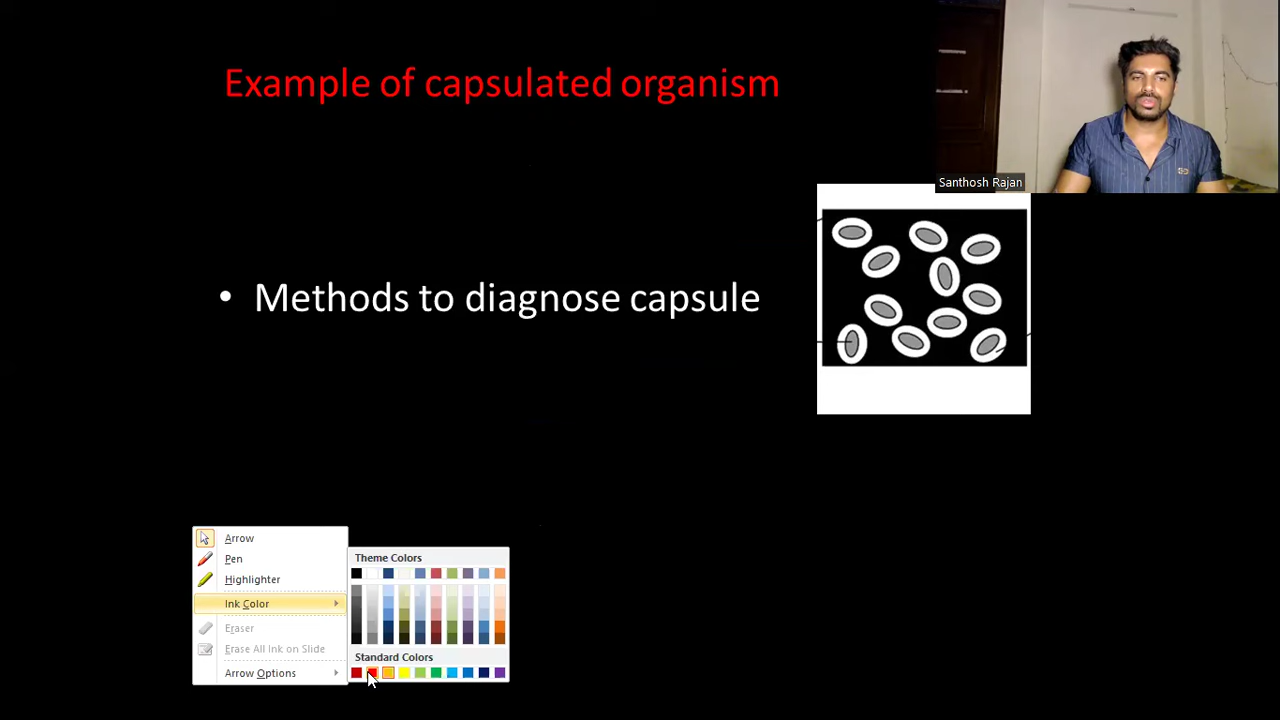 Example of capsulated organism
Santhosh Rajan
• Methods to diagnose capsule
Arrow
Pen
Highlighter
Ink Color
Eraser
Erase All Ink on Slide
Arrow Options
Theme Colors
Standard Colors